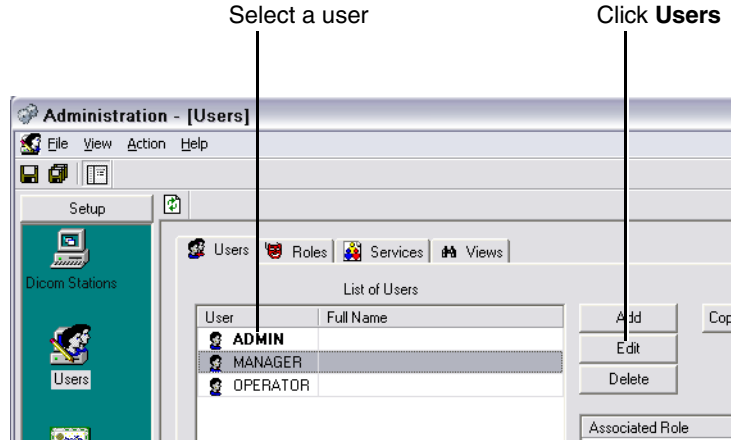 Select a user Click Users
Administration - [Users]
File View Action Help
Setup
Users Roles Services Views
Dicom Stations
List of Users
User Full Name Add Cop
ADMIN
Edit
MANAGER
Users OPERATOR Delete
Associated Role